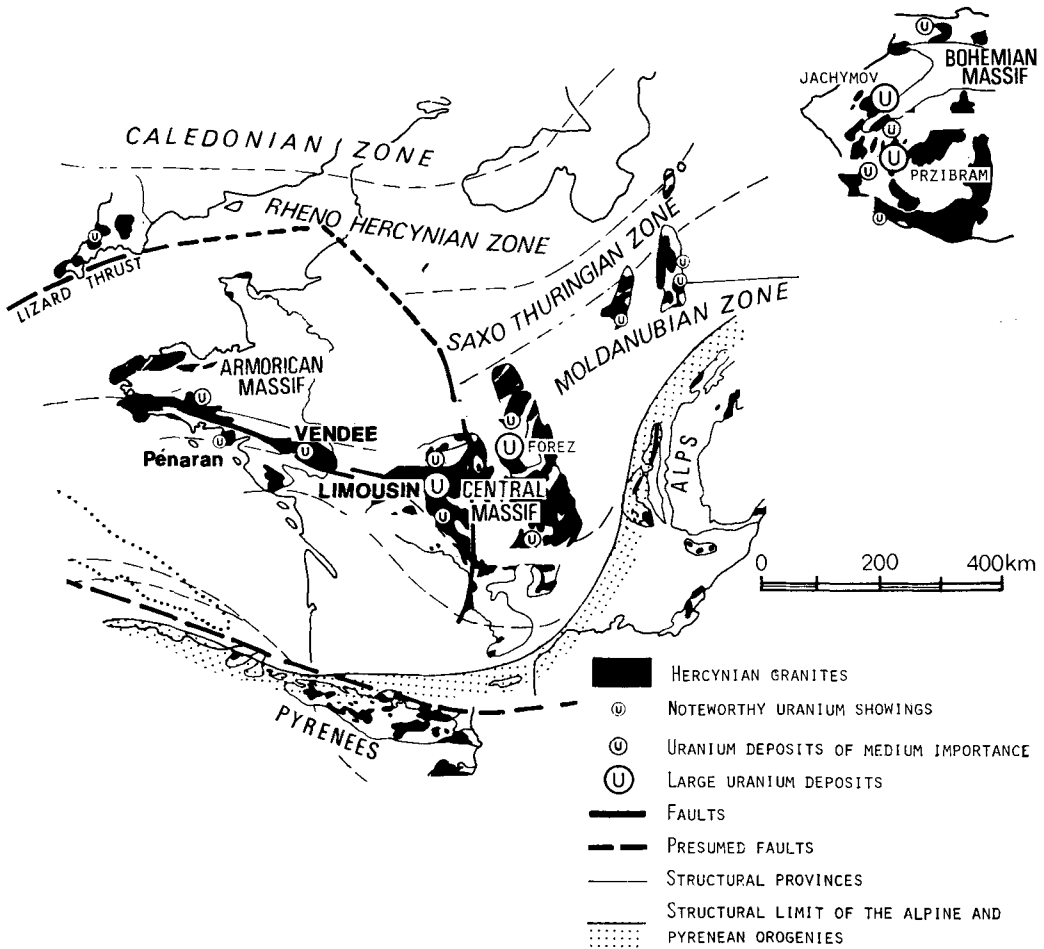 BOHEMIAN
MASSIF
JACHYMOV
U
U
U
PRZIBRAM
U
U
U
CALEDONIAN ZONE
RHENO HERCYNIAN ZONE
SAXO THURINGIAN ZONE
MOLDANUBIAN ZONE
U
LIZARD THRUST
U
U
U
ARMORICAN
MASSIF
U
VENDEE
U
Pénaran
U
U
U
FOREZ
U
LIMOUSIN
U
CENTRAL
MASSIF
U
U
ALPS
PYRENEES
0 200 400km
HERCYNIAN GRANITES
U NOTEWORTHY URANIUM SHOWINGS
U URANIUM DEPOSITS OF MEDIUM IMPORTANCE
U LARGE URANIUM DEPOSITS
FAULTS
PRESUMED FAULTS
STRUCTURAL PROVINCES
STRUCTURAL LIMIT OF THE ALPINE AND
PYRENEAN OROGENIES